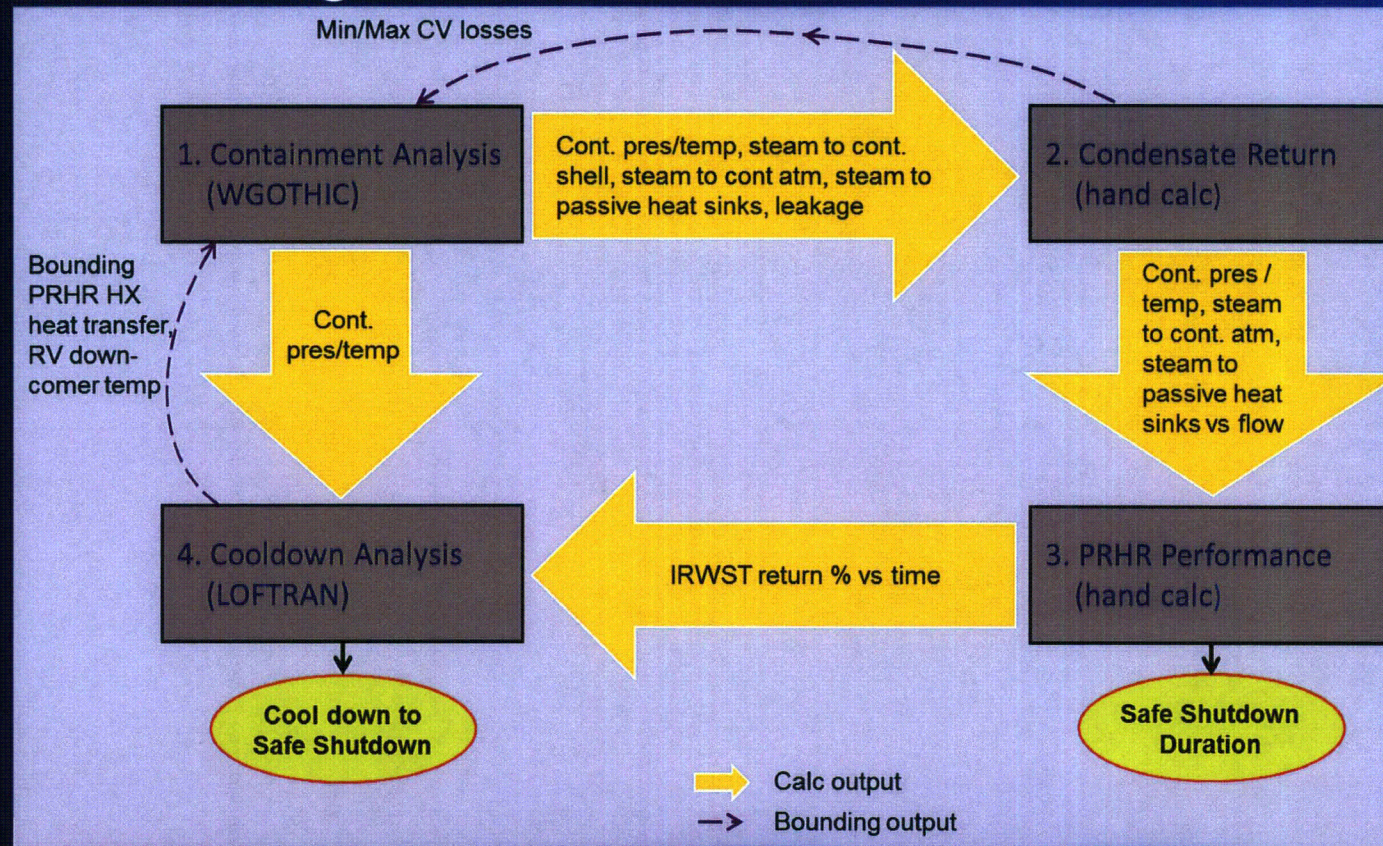 Min/Max CV losses
1. Containment Analysis
(WGOTHIC)
Cont. pres/temp, steam to cont.
shell, steam to cont atm, steam to
passive heat sinks, leakage
2. Condensate Return
(hand calc)
Bounding
PRHR HX
heat transfer,
RV down-
comer temp
Cont.
pres/temp
Cont. pres /
temp, steam
to cont. atm,
steam to
passive heat
sinks vs flow
4. Cooldown Analysis
(LOFTRAN)
IRWST return % vs time
3. PRHR Performance
(hand calc)
Cool down to
Safe Shutdown
Safe Shutdown
Duration
Calc output
Bounding output